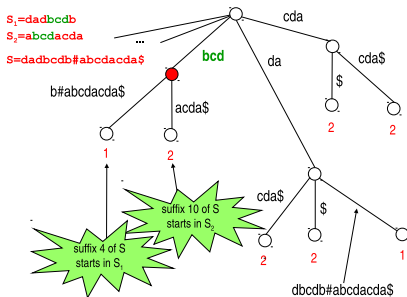 S1=dadbcdb
S2=abcdacda
S=dadbcdb#abcdacda$
...
cda
bcd
da
cda$
$
b#abcdacda$
acda$
2
2
1
2
cda$
$
suffix 10 of S
starts in S2
suffix 4 of S
starts in S1
2
2
1
dbcdb#abcdacda$